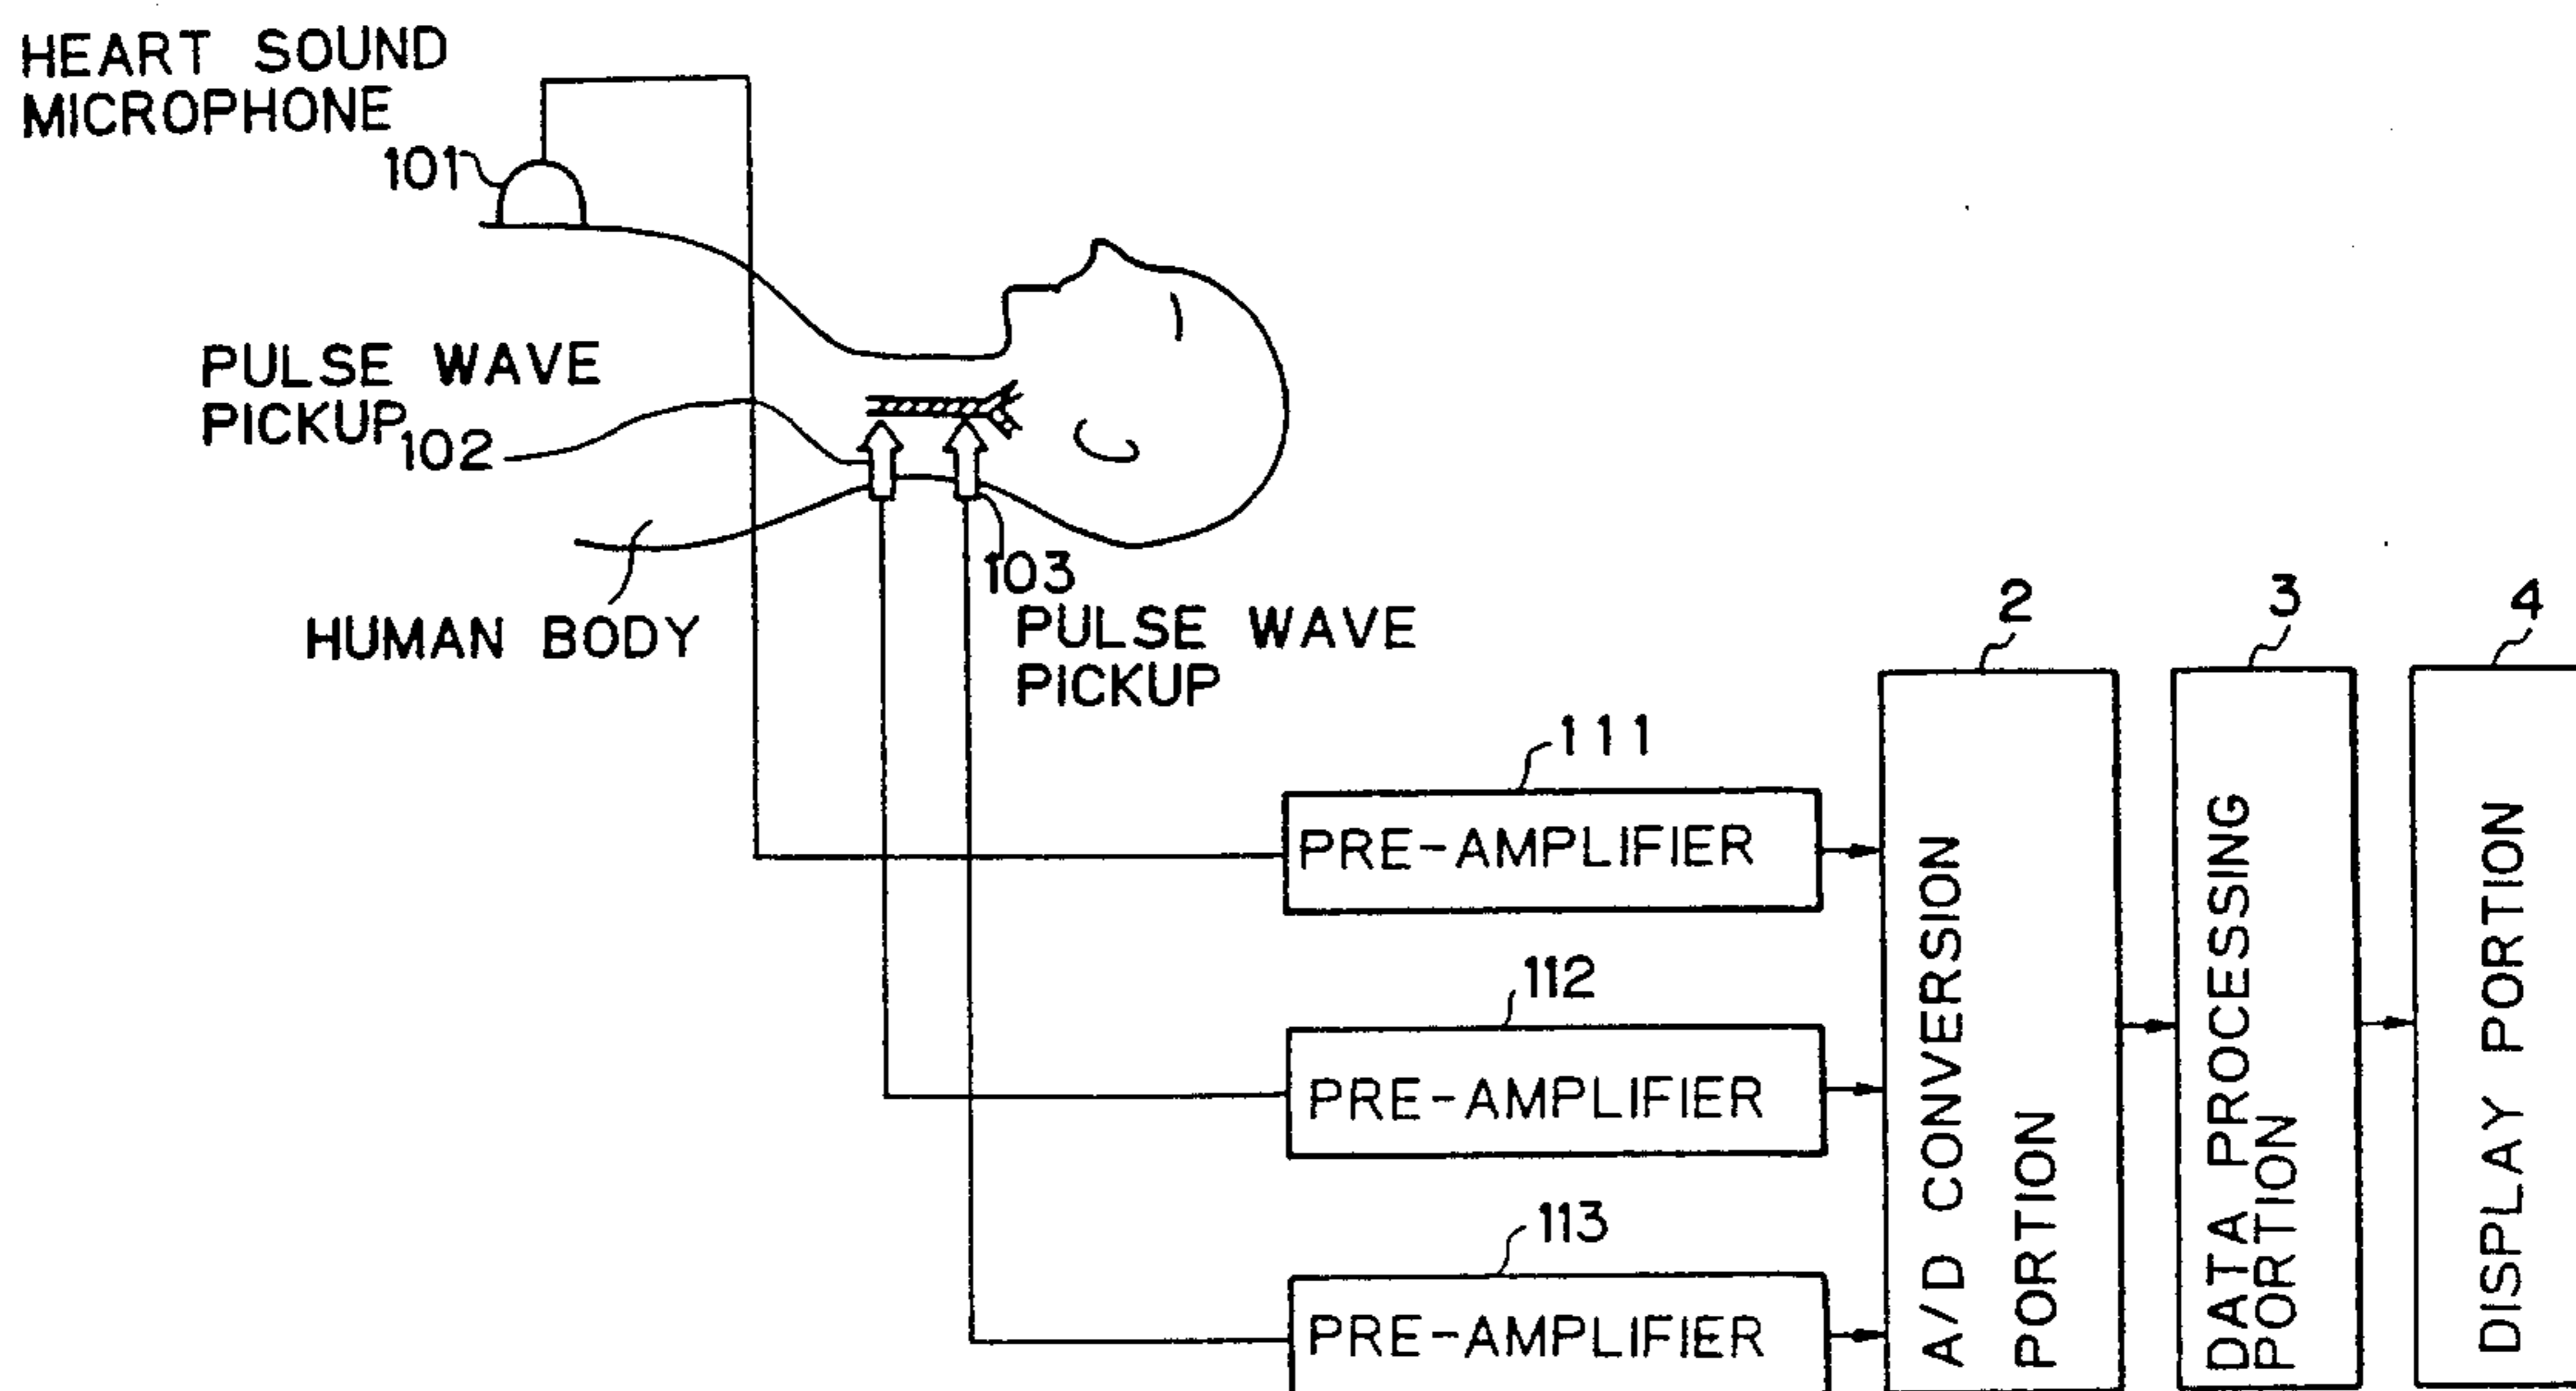 HEART SOUND
MICROPHONE
101
PULSE WAVE
PICKUP
102
103
HUMAN BODY
PULSE WAVE
PICKUP
2
3
4
111
PRE-AMPLIFIER
112
PRE-AMPLIFIER
113
PRE-AMPLIFIER
A/D CONVERSION
PORTION
DATA PROCESSING
PORTION
DISPLAY PORTION